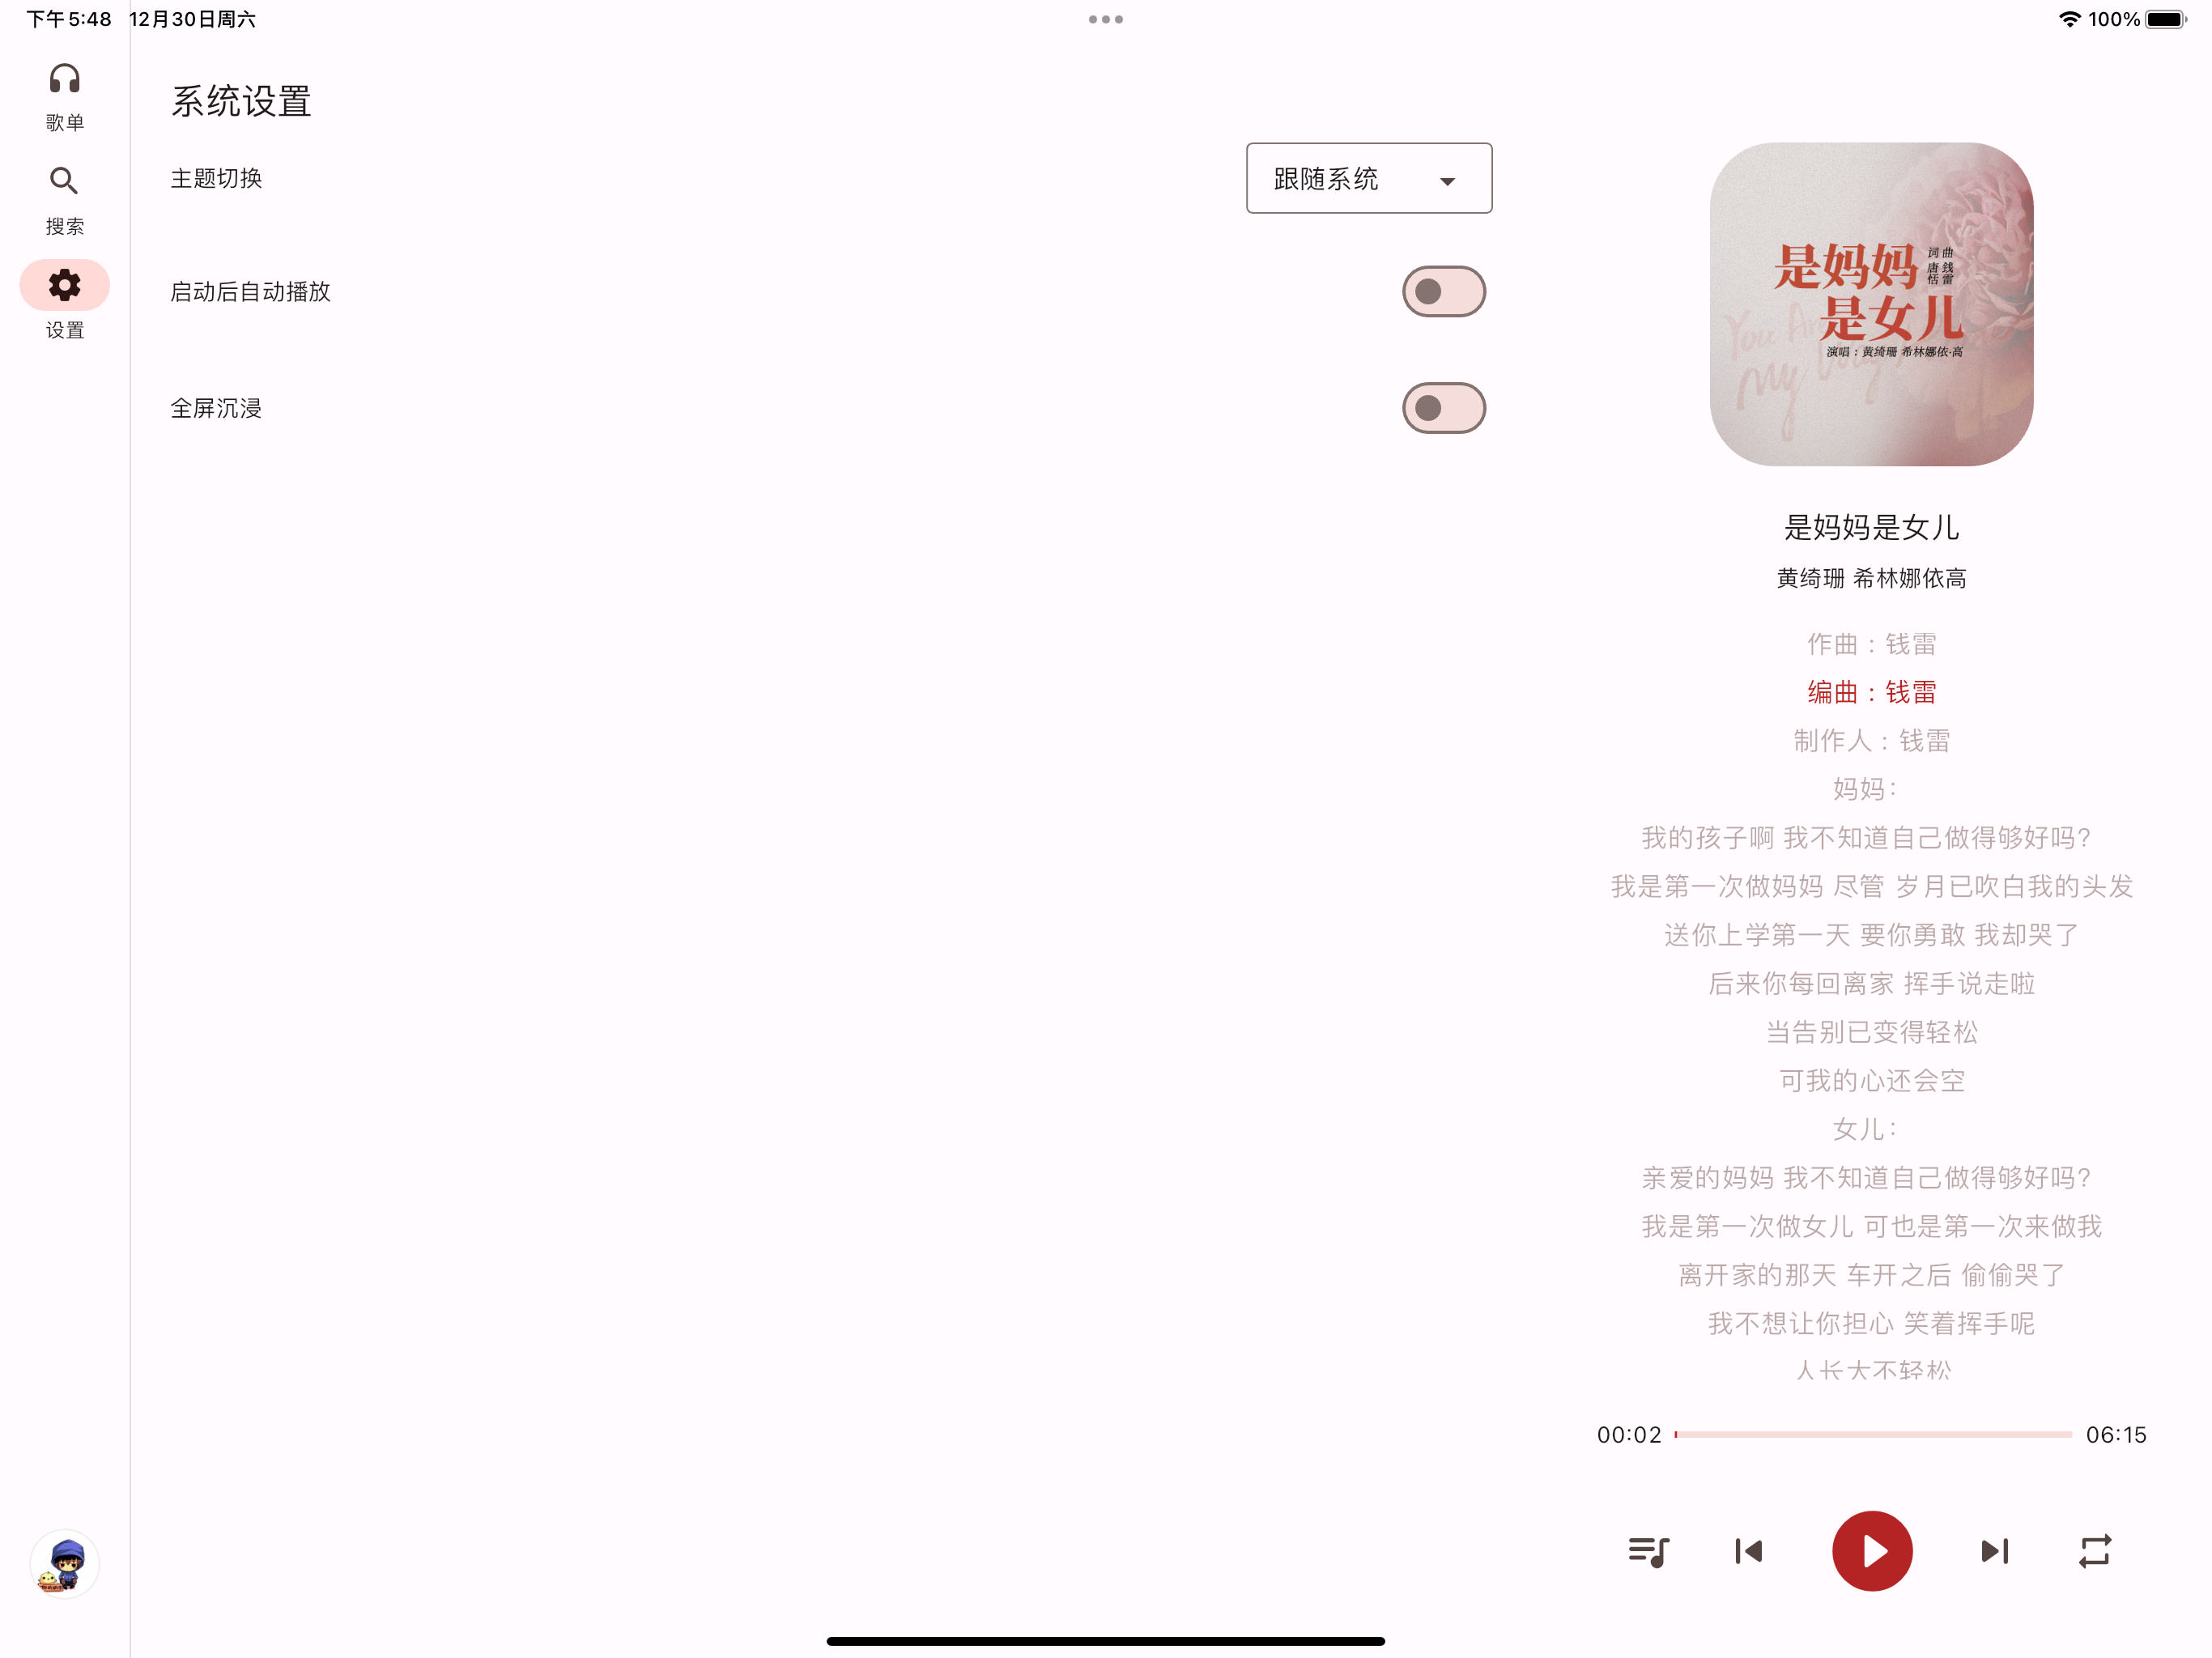 下午5:48 12月30日周六
100%
歌单
搜索
设置
系统设置
主题切换
跟随系统
启动后自动播放
全屏沉浸
是妈妈
是女儿
词 曲
唐 钱
恬 雷
You Are
My
演唱：黄绮珊 希林娜依·高
是妈妈是女儿
黄绮珊 希林娜依高
作曲：钱雷
编曲：钱雷
制作人：钱雷
妈妈：
我的孩子啊 我不知道自己做得够好吗？
我是第一次做妈妈 尽管 岁月已吹白我的头发
送你上学第一天 要你勇敢 我却哭了
后来你每回离家 挥手说走啦
当告别已变得轻松
可我的心还会空
女儿：
亲爱的妈妈 我不知道自己做得够好吗？
我是第一次做女儿 可也是第一次来做我
离开家的那天 车开之后 偷偷哭了
我不想让你担心 笑着挥手呢
人长大不轻松
00:02
06:15